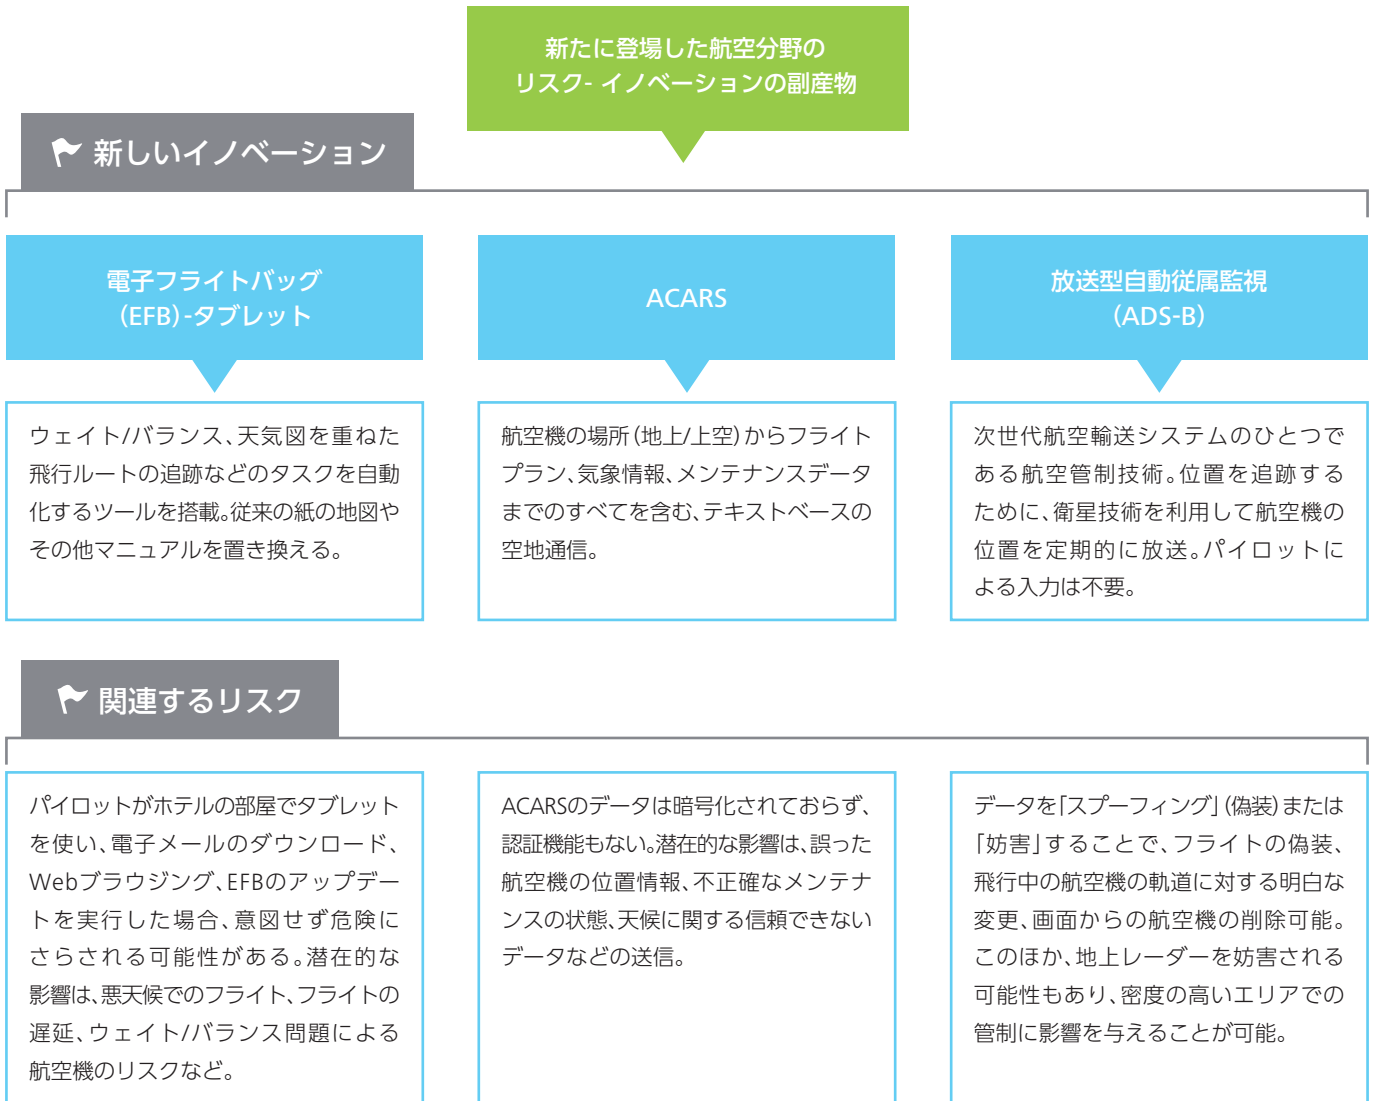 新たに登場した航空分野の
リスク- イノベーションの副産物
新しいイノベーション
電子フライトバッグ
（EFB）-タブレット
ウェイト/バランス、天気図を重ねた
飛行ルートの追跡などのタスクを自動
化するツールを搭載。従来の紙の地図や
その他マニュアルを置き換える。
ACARS
航空機の場所（地上/上空）からフライト
プラン、気象情報、メンテナンスデータ
までのすべてを含む、テキストベースの
空地通信。
放送型自動従属監視
（ADS-B）
次世代航空輸送システムのひとつで
ある航空管制技術。位置を追跡する
ために、衛星技術を利用して航空機の
位置を定期的に放送。パイロットに
よる入力は不要。
関連するリスク
パイロットがホテルの部屋でタブレット
を使い、電子メールのダウンロード、
Webブラウジング、EFBのアップデー
トを実行した場合、意図せず危険に
さらされる可能性がある。潜在的な
影響は、悪天候でのフライト、フライトの
遅延、ウェイト/バランス問題による
航空機のリスクなど。
ACARSのデータは暗号化されておらず、
認証機能もない。潜在的な影響は、誤った
航空機の位置情報、不正確なメンテナ
ンスの状態、天候に関する信頼できない
データなどの送信。
データを「スプーフィング」（偽装）または
「妨害」することで、フライトの偽装、
飛行中の航空機の軌道に対する明白な
変更、画面からの航空機の削除可能。
このほか、地上レーダーを妨害される
可能性もあり、密度の高いエリアでの
管制に影響を与えることが可能。